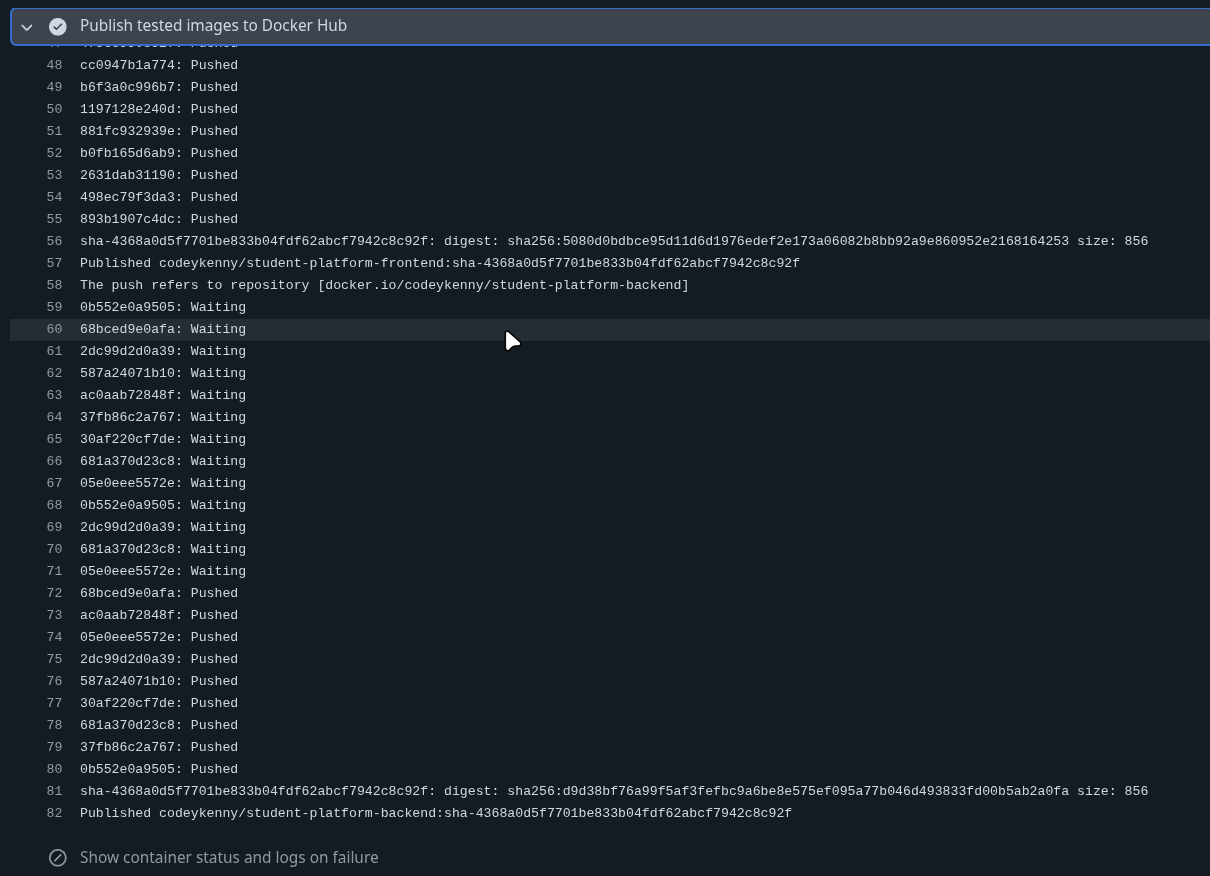 Publish tested images to Docker Hub
48 cc0947b1a774: Pushed
49 b6f3a0c996b7: Pushed
50 1197128e240d: Pushed
51 881fc932939e: Pushed
52 b0fb165d6ab9: Pushed
53 2631dab31190: Pushed
54 498ec79f3da3: Pushed
55 893b1907c4dc: Pushed
56 sha-4368a0d5f7701be833b04fdf62abcf7942c8c92f: digest: sha256:5080d0bdbce95d11d6d1976edef2e173a06082b8bb92a9e860952e2168164253 size: 856
57 Published codeykenny/student-platform-frontend:sha-4368a0d5f7701be833b04fdf62abcf7942c8c92f
58 The push refers to repository [docker.io/codeykenny/student-platform-backend]
59 0b552e0a9505: Waiting
60 68bced9e0afa: Waiting
61 2dc99d2d0a39: Waiting
62 587a24071b10: Waiting
63 ac0aab72848f: Waiting
64 37fb86c2a767: Waiting
65 30af220cf7de: Waiting
66 681a370d23c8: Waiting
67 05e0eee5572e: Waiting
68 0b552e0a9505: Waiting
69 2dc99d2d0a39: Waiting
70 681a370d23c8: Waiting
71 05e0eee5572e: Waiting
72 68bced9e0afa: Pushed
73 ac0aab72848f: Pushed
74 05e0eee5572e: Pushed
75 2dc99d2d0a39: Pushed
76 587a24071b10: Pushed
77 30af220cf7de: Pushed
78 681a370d23c8: Pushed
79 37fb86c2a767: Pushed
80 0b552e0a9505: Pushed
81 sha-4368a0d5f7701be833b04fdf62abcf7942c8c92f: digest: sha256:d9d38bf76a99f5af3fefbc9a6be8e575ef095a77b046d493833fd00b5ab2a0fa size: 856
82 Published codeykenny/student-platform-backend:sha-4368a0d5f7701be833b04fdf62abcf7942c8c92f
Show container status and logs on failure